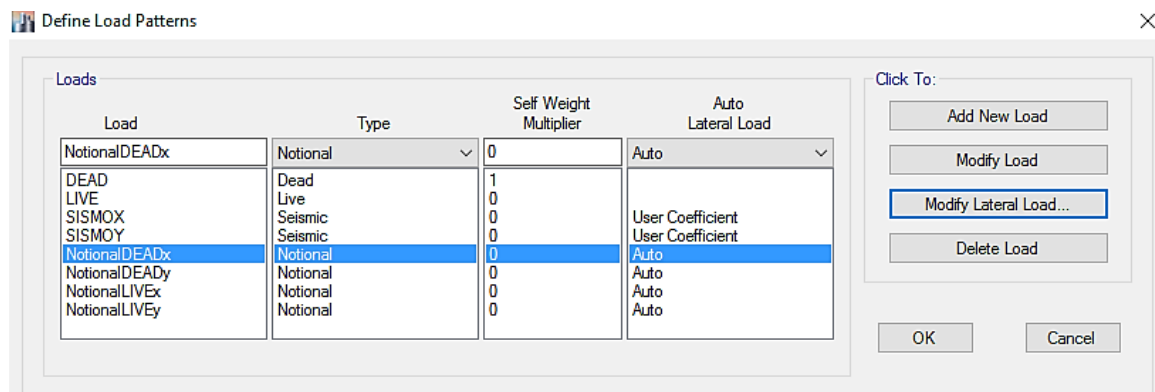 Define Load Patterns
Loads
Click To:
Load Type Self Weight Multiplier Auto Lateral Load
NotionalDEADx Notional 0 Auto
DEAD Dead 1
LIVE Live 0
SISMOX Seismic 0 User Coefficient
SISMOY Seismic 0 User Coefficient
NotionalDEADx Notional 0 Auto
NotionalDEADy Notional 0 Auto
NotionalLIVEx Notional 0 Auto
NotionalLIVEy Notional 0 Auto
Add New Load
Modify Load
Modify Lateral Load...
Delete Load
OK Cancel